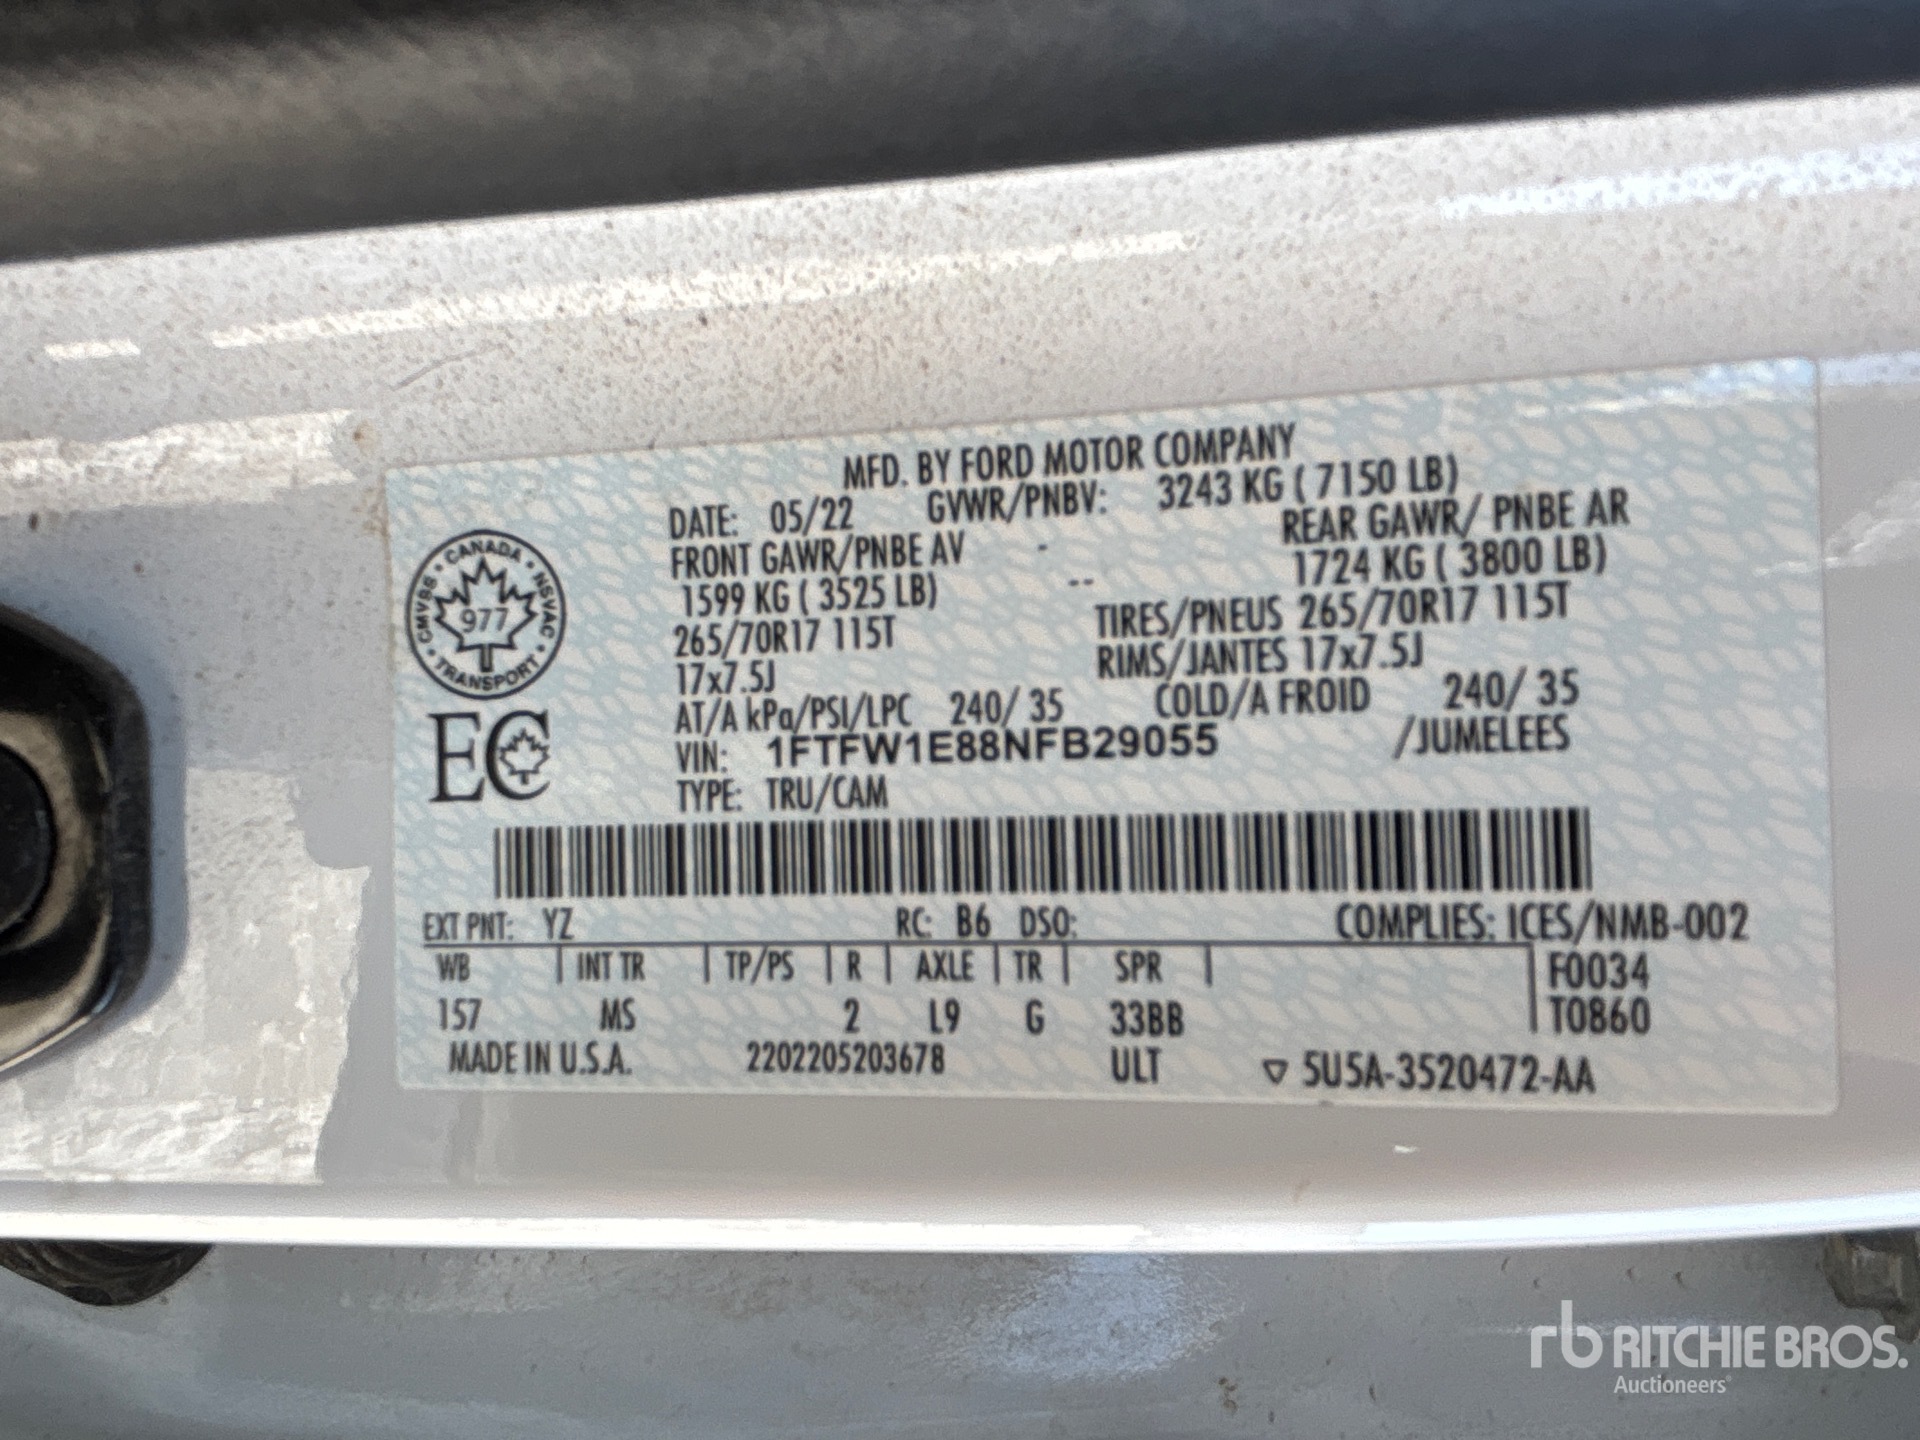 MFD. BY FORD MOTOR COMPANY
DATE: 05/22 GVWR/PNBV: 3243 KG ( 7150 LB)
FRONT GAWR/PNBE AV - REAR GAWR/ PNBE AR
1599 KG ( 3525 LB) -- 1724 KG ( 3800 LB)
265/70R17 115T TIRES/PNEUS 265/70R17 115T
17x7.5J RIMS/JANTES 17x7.5J
AT/A kPa/PSI/LPC 240/ 35 COLD/A FROID 240/ 35
VIN: 1FTFW1E88NFB29055 /JUMELEES
TYPE: TRU/CAM
CANADA
CMVSS 977 NSVAC
TRANSPORT
EC
EXT PNT: YZ RC: B6 DSO: COMPLIES: ICES/NMB-002
WB INT TR TP/PS R AXLE TR SPR F0034
157 MS 2 L9 G 33BB T0860
MADE IN U.S.A. 2202205203678 ULT ▽ 5U5A-3520472-AA
rb RITCHIE BROS.
Auctioneers